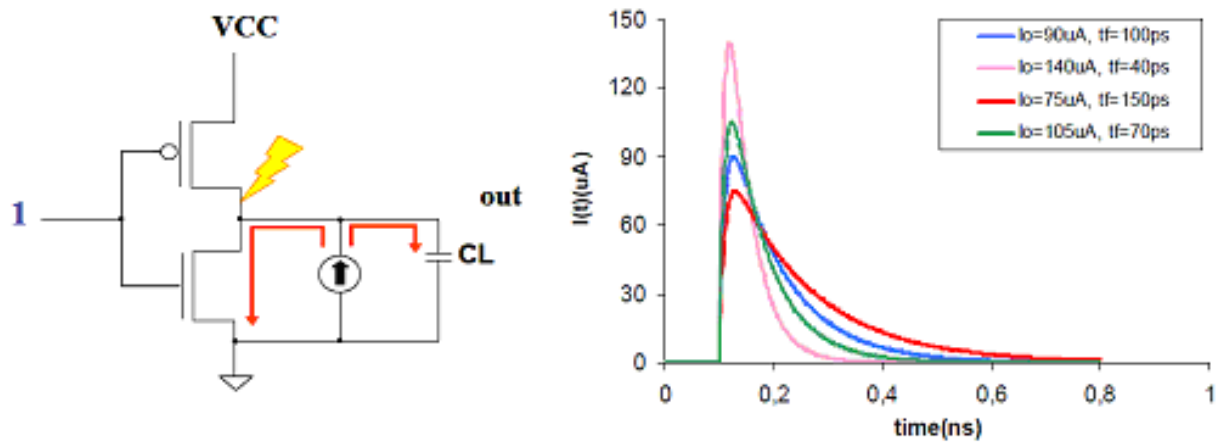 VCC
1
out
CL
I(t)(uA)
150
120
90
60
30
0
Io=90uA, tf=100ps
Io=140uA, tf=40ps
Io=75uA, tf=150ps
Io=105uA, tf=70ps
0 0,2 0,4 0,6 0,8 1
time(ns)